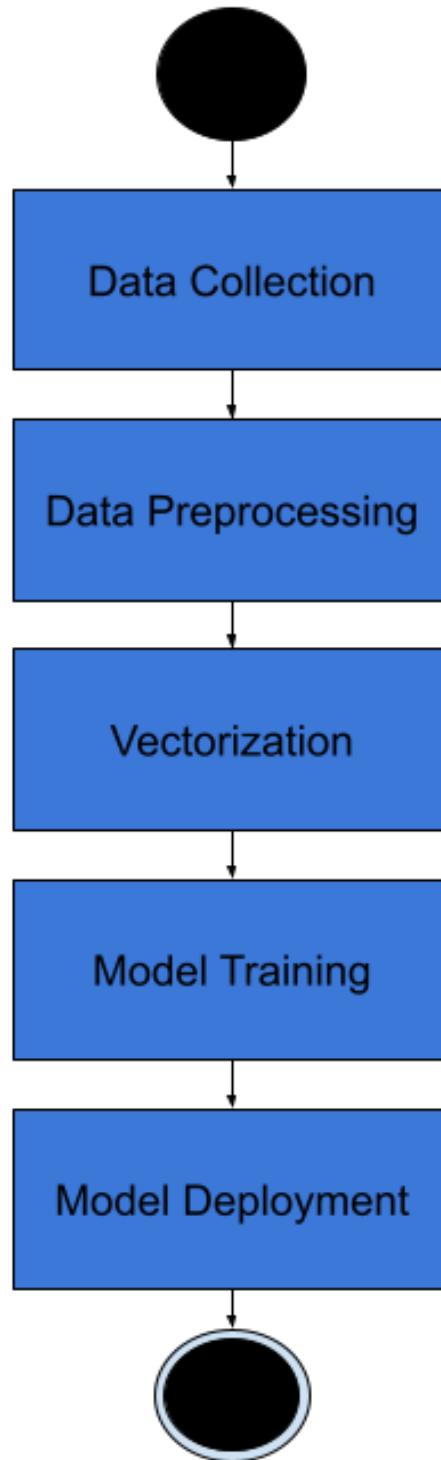 Data Collection
Data Preprocessing
Vectorization
Model Training
Model Deployment